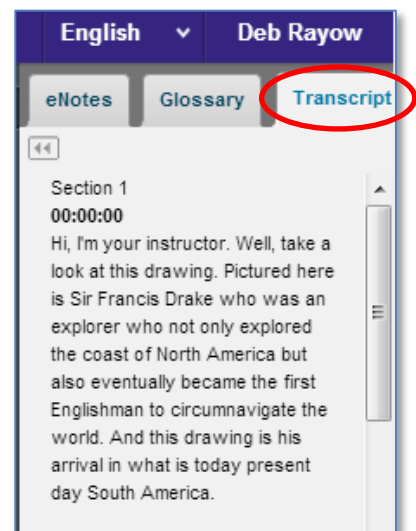 English Deb Rayow
eNotes Glossary Transcript
Section 1
00:00:00
Hi, I'm your instructor. Well, take a
look at this drawing. Pictured here
is Sir Francis Drake who was an
explorer who not only explored
the coast of North America but
also eventually became the first
Englishman to circumnavigate the
world. And this drawing is his
arrival in what is today present
day South America.